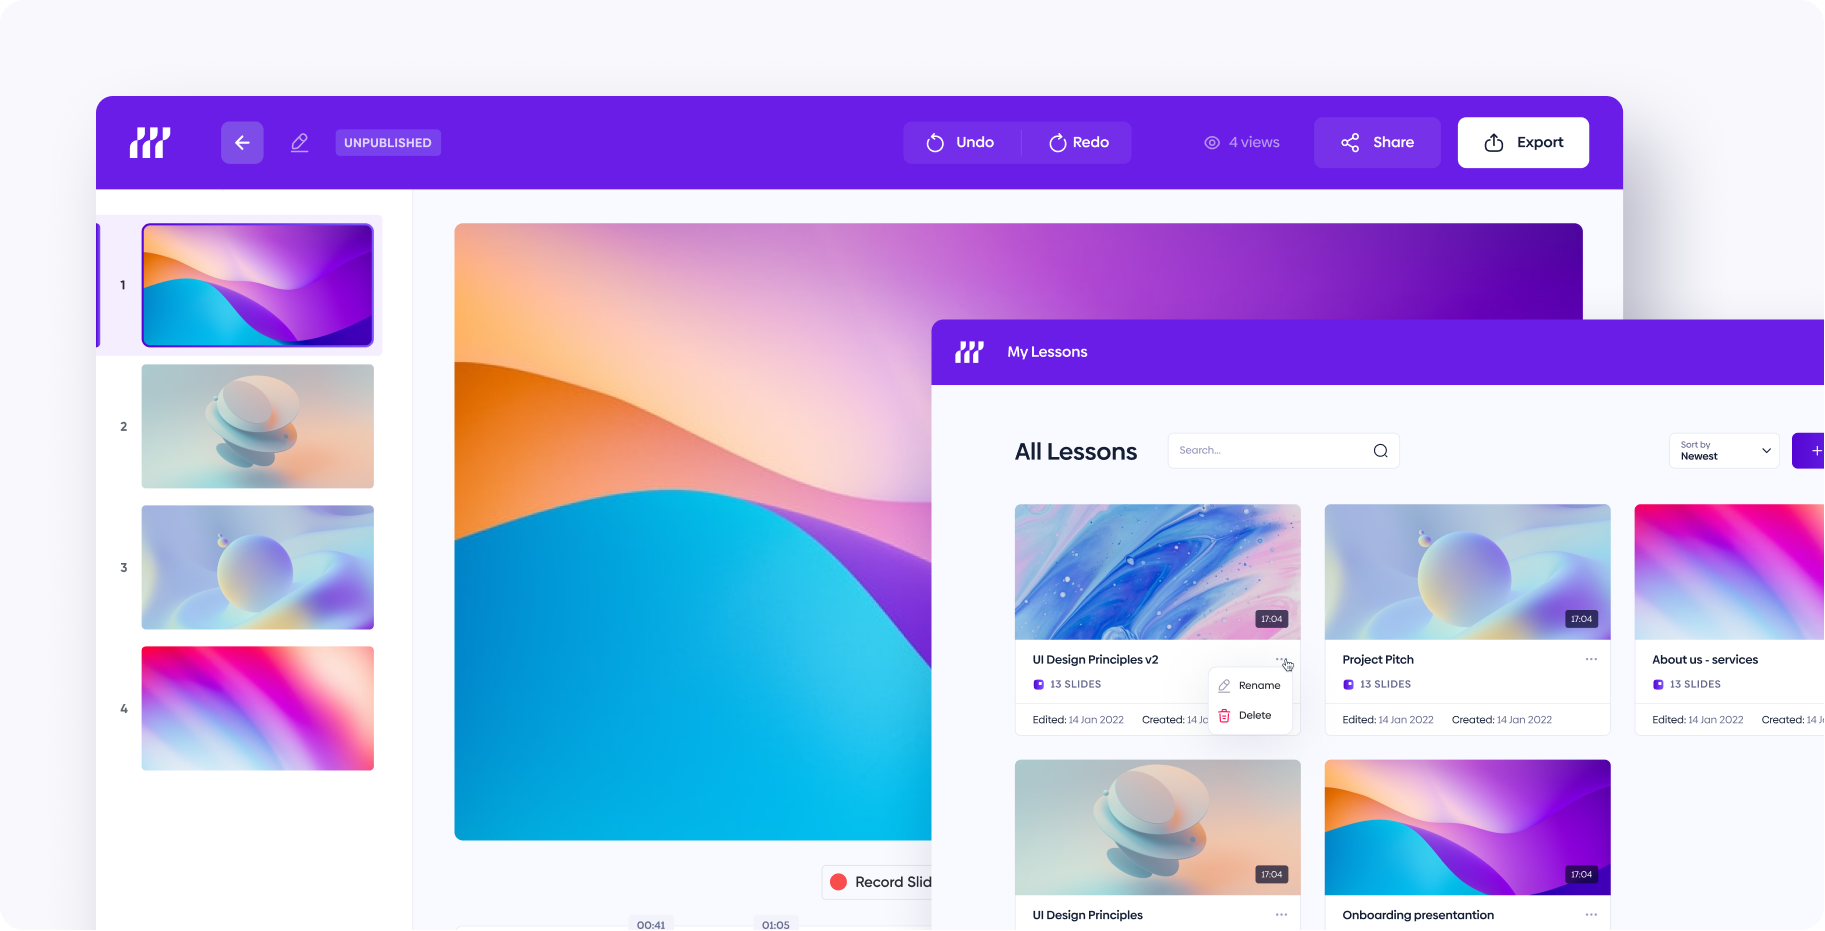 UNPUBLISHED
Undo
Redo
4 views
Share
Export
1
2
3
4
Record Slid
00:41
01:05
My Lessons
All Lessons
Search...
Sort by
Newest
+
17:04
17:04
UI Design Principles v2
Project Pitch
About us - services
13 SLIDES
13 SLIDES
13 SLIDES
Rename
Delete
Edited: 14 Jan 2022
Created: 14 Ja
Edited: 14 Jan 2022
Created: 14 Jan 2022
Edited: 14 Jan 2022
Created: 14 J
17:04
17:04
UI Design Principles
Onboarding presentantion